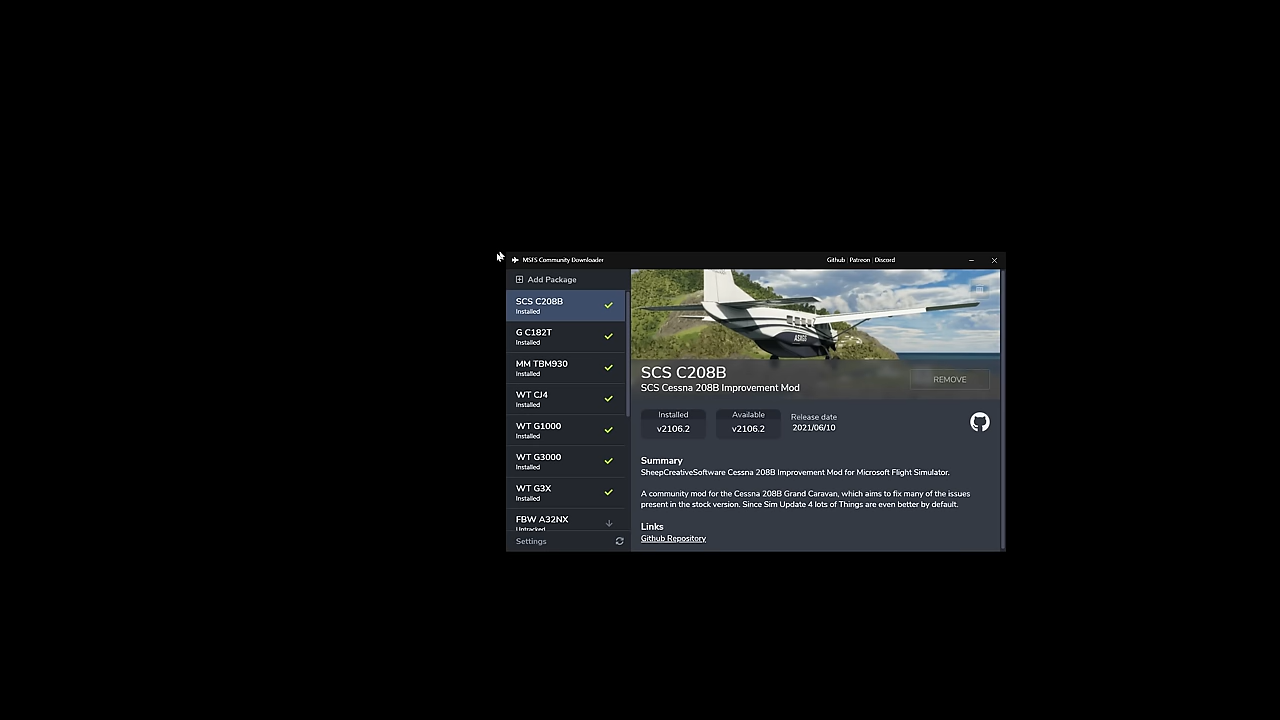 MSFS Community Downloader
Github | Patreon | Discord
Add Package
SCS C208B
Installed
G C182T
Installed
MM TBM930
Installed
WT CJ4
Installed
WT G1000
Installed
WT G3000
Installed
WT G3X
Installed
FBW A32NX
Untracked
Settings
SCS C208B
SCS Cessna 208B Improvement Mod
REMOVE
Installed
v2106.2
Available
v2106.2
Release date
2021/06/10
Summary
SheepCreativeSoftware Cessna 208B Improvement Mod for Microsoft Flight Simulator.
A community mod for the Cessna 208B Grand Caravan, which aims to fix many of the issues
present in the stock version. Since Sim Update 4 lots of Things are even better by default.
Links
Github Repository